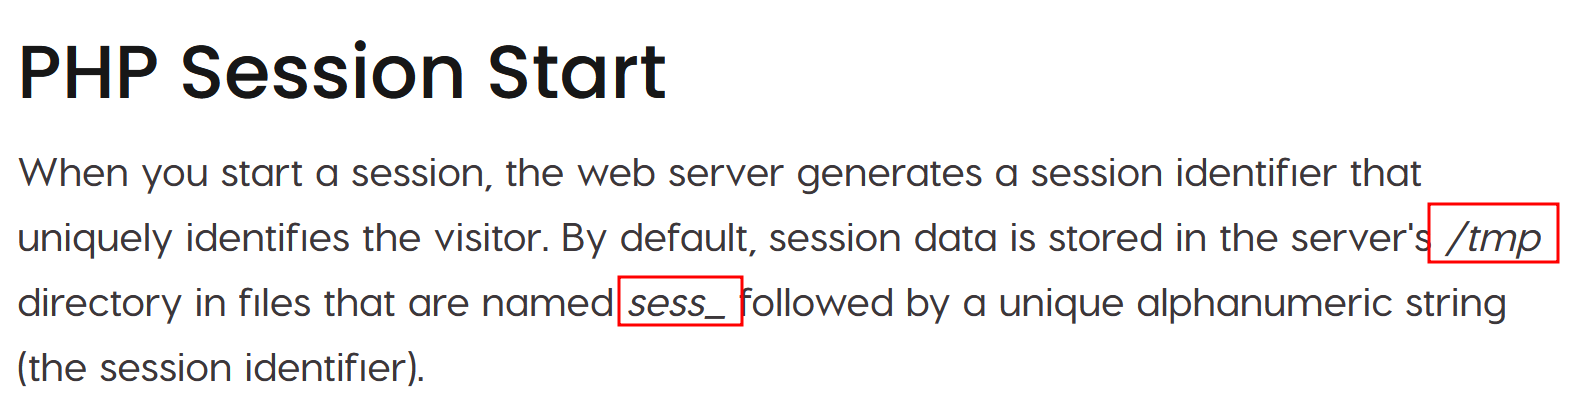 PHP Session Start
When you start a session, the web server generates a session identifier that
uniquely identifies the visitor. By default, session data is stored in the server's /tmp
directory in files that are named sess_ followed by a unique alphanumeric string
(the session identifier).